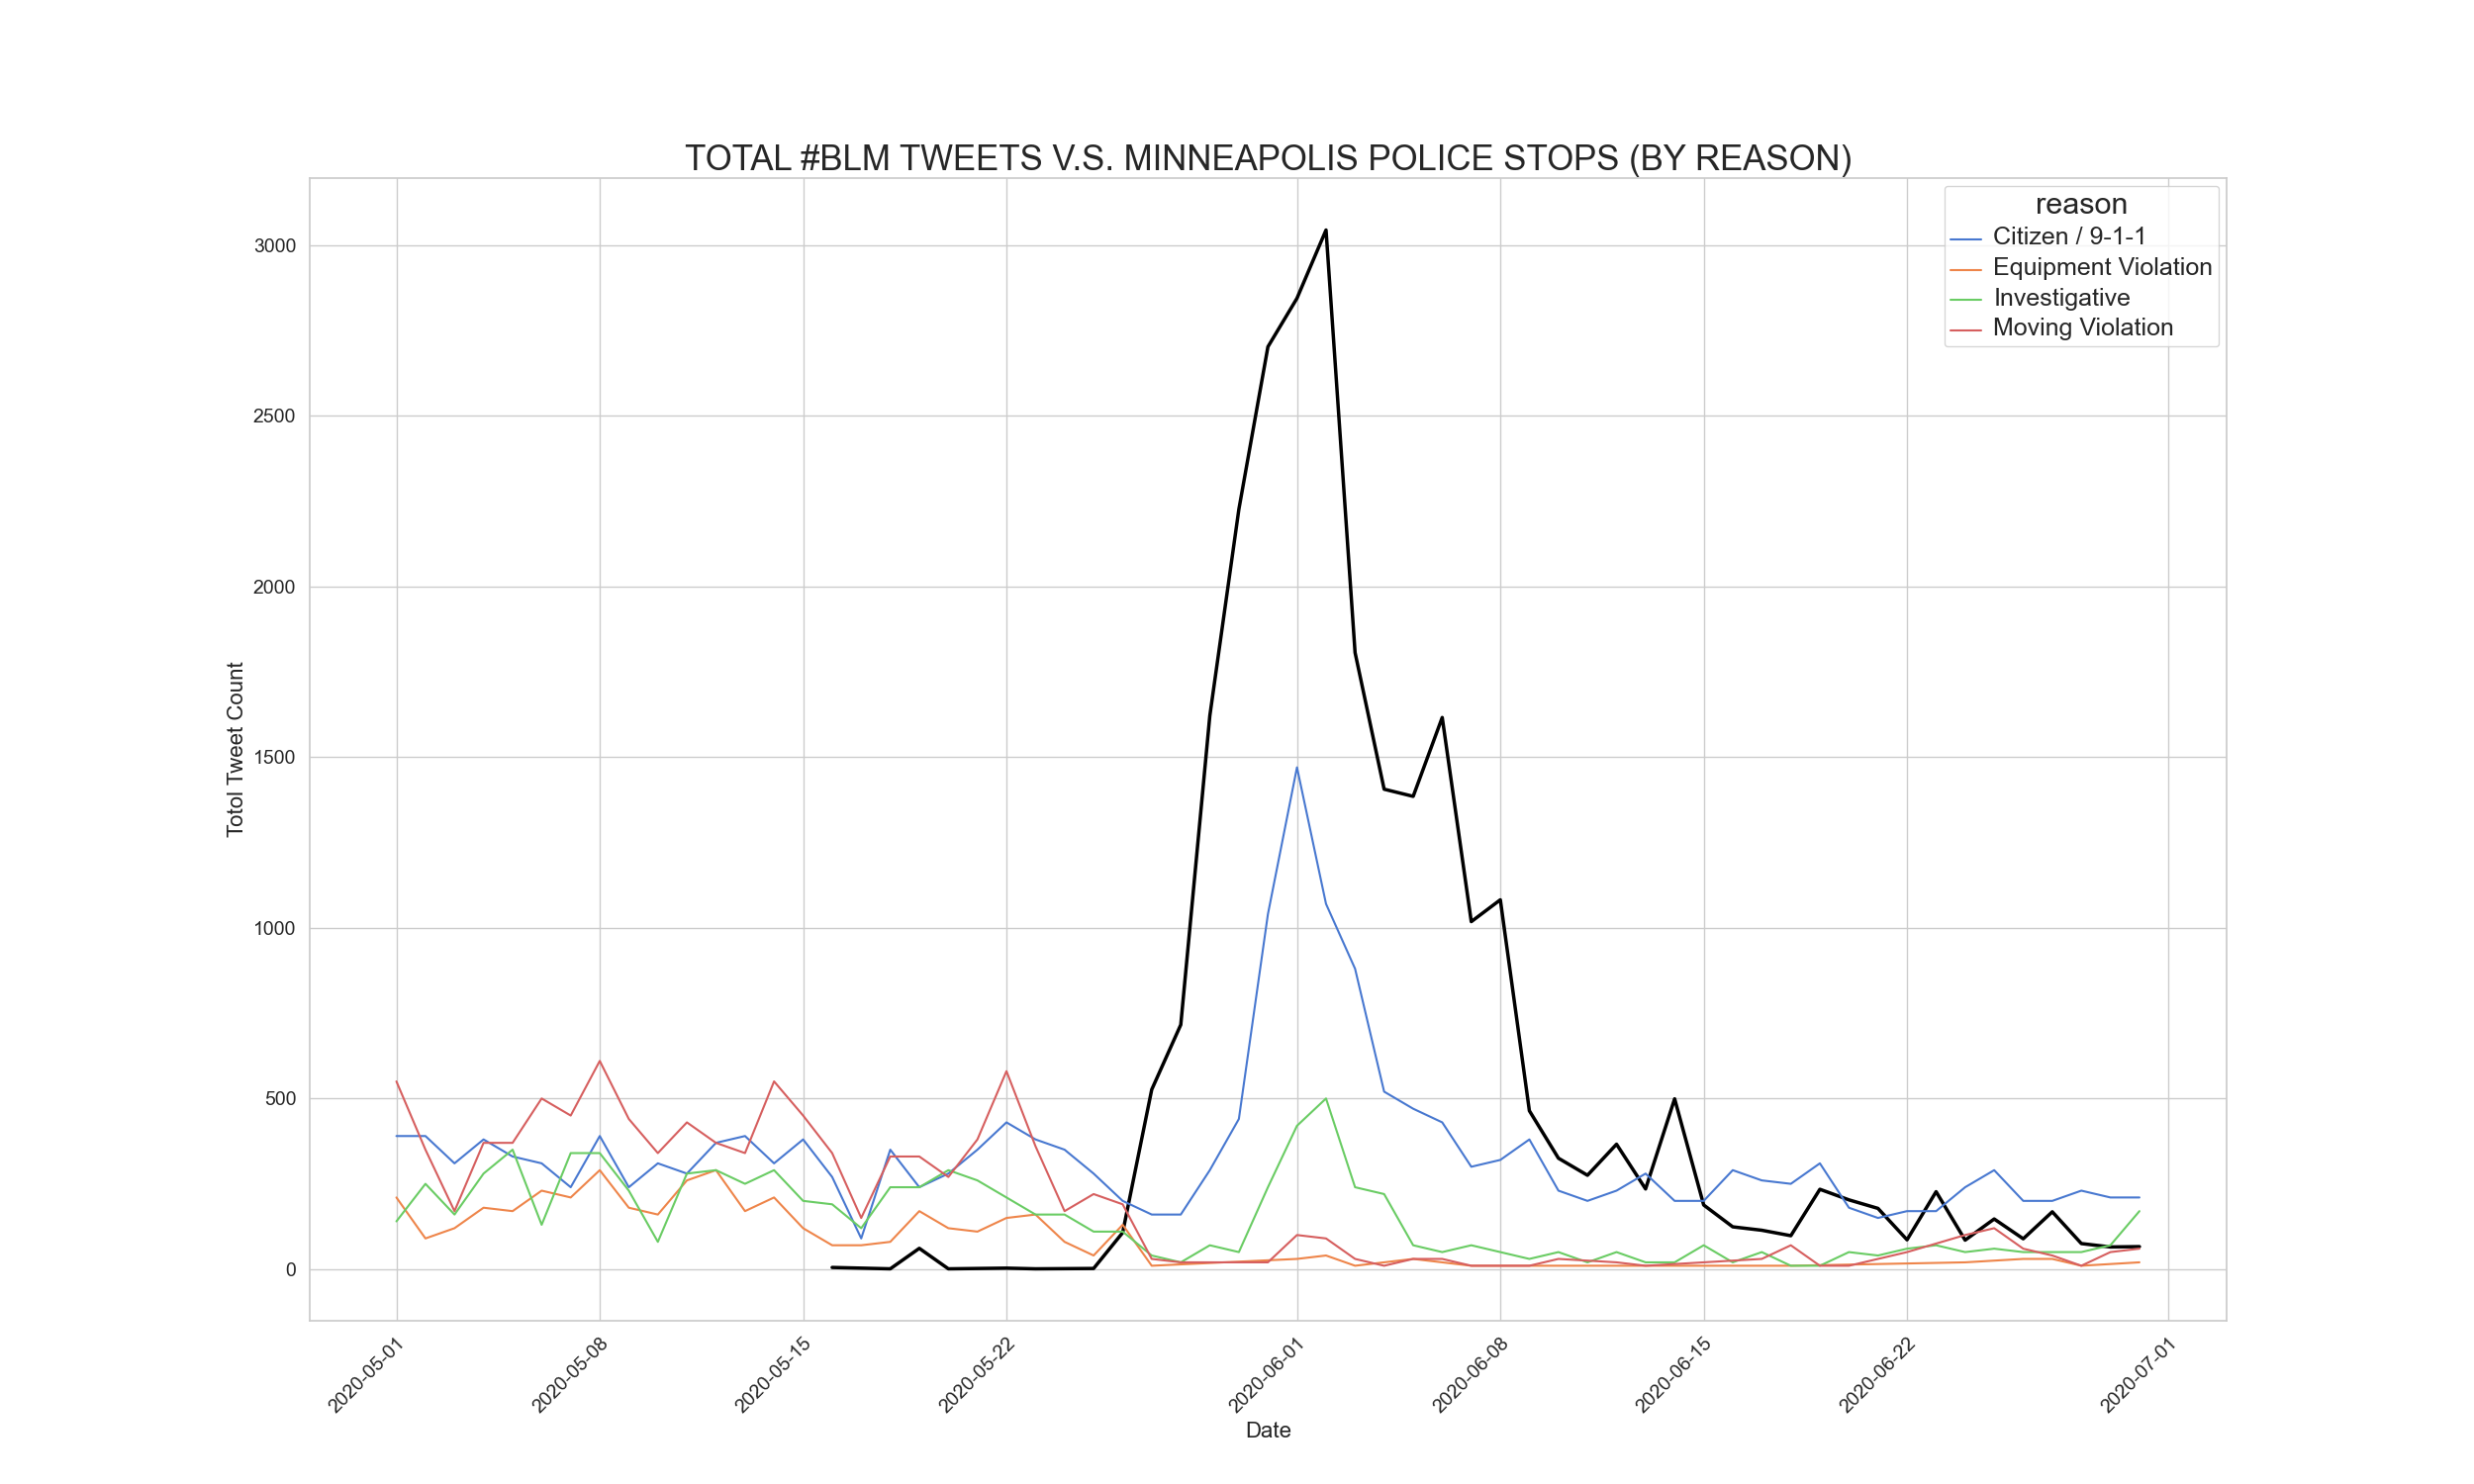 TOTAL #BLM TWEETS V.S. MINNEAPOLIS POLICE STOPS (BY REASON)
reason
Citizen / 9-1-1
Equipment Violation
Investigative
Moving Violation
3000
2500
2000
1500
1000
500
0
Totol Tweet Count
2020-05-01
2020-05-08
2020-05-15
2020-05-22
2020-06-01
2020-06-08
2020-06-15
2020-06-22
2020-07-01
Date